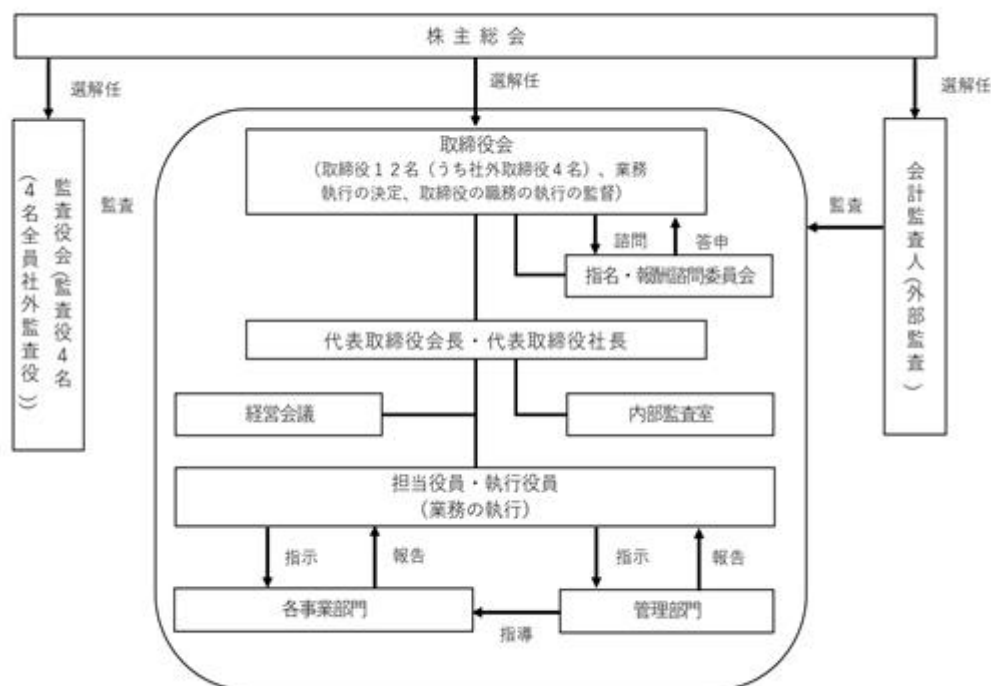 株主総会
選解任
選解任
選解任
監査役会(監査役4名
(4名全員社外監査役))
監査
取締役会
(取締役12名(うち社外取締役4名)、業務
執行の決定、取締役の職務の執行の監督)
諮問
答申
指名・報酬諮問委員会
監査
会計監査人(外部監査)
代表取締役会長・代表取締役社長
経営会議
内部監査室
担当役員・執行役員
(業務の執行)
指示
報告
指示
報告
各事業部門
指導
管理部門